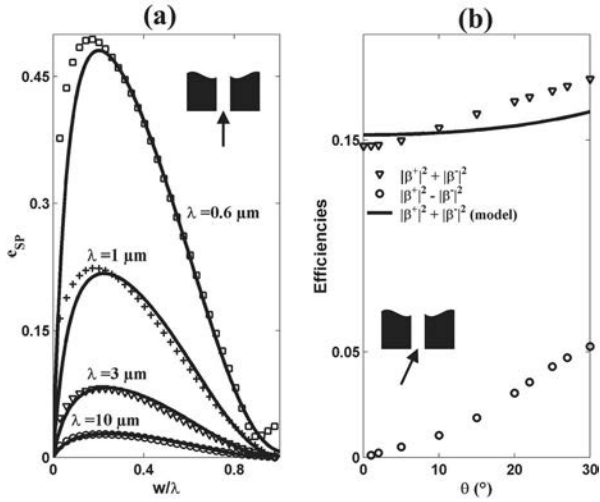 (a)
0.45
0.3
0.15
0
e_SP
λ =0.6 µm
λ =1 µm
λ =3 µm
λ =10 µm
0 0.4 0.8
w/λ
(b)
0.15
0.05
0
Efficiencies
|β⁺|² + |β⁻|²
|β⁺|² - |β⁻|²
|β⁺|² + |β⁻|² (model)
0 10 20 30
θ (°)